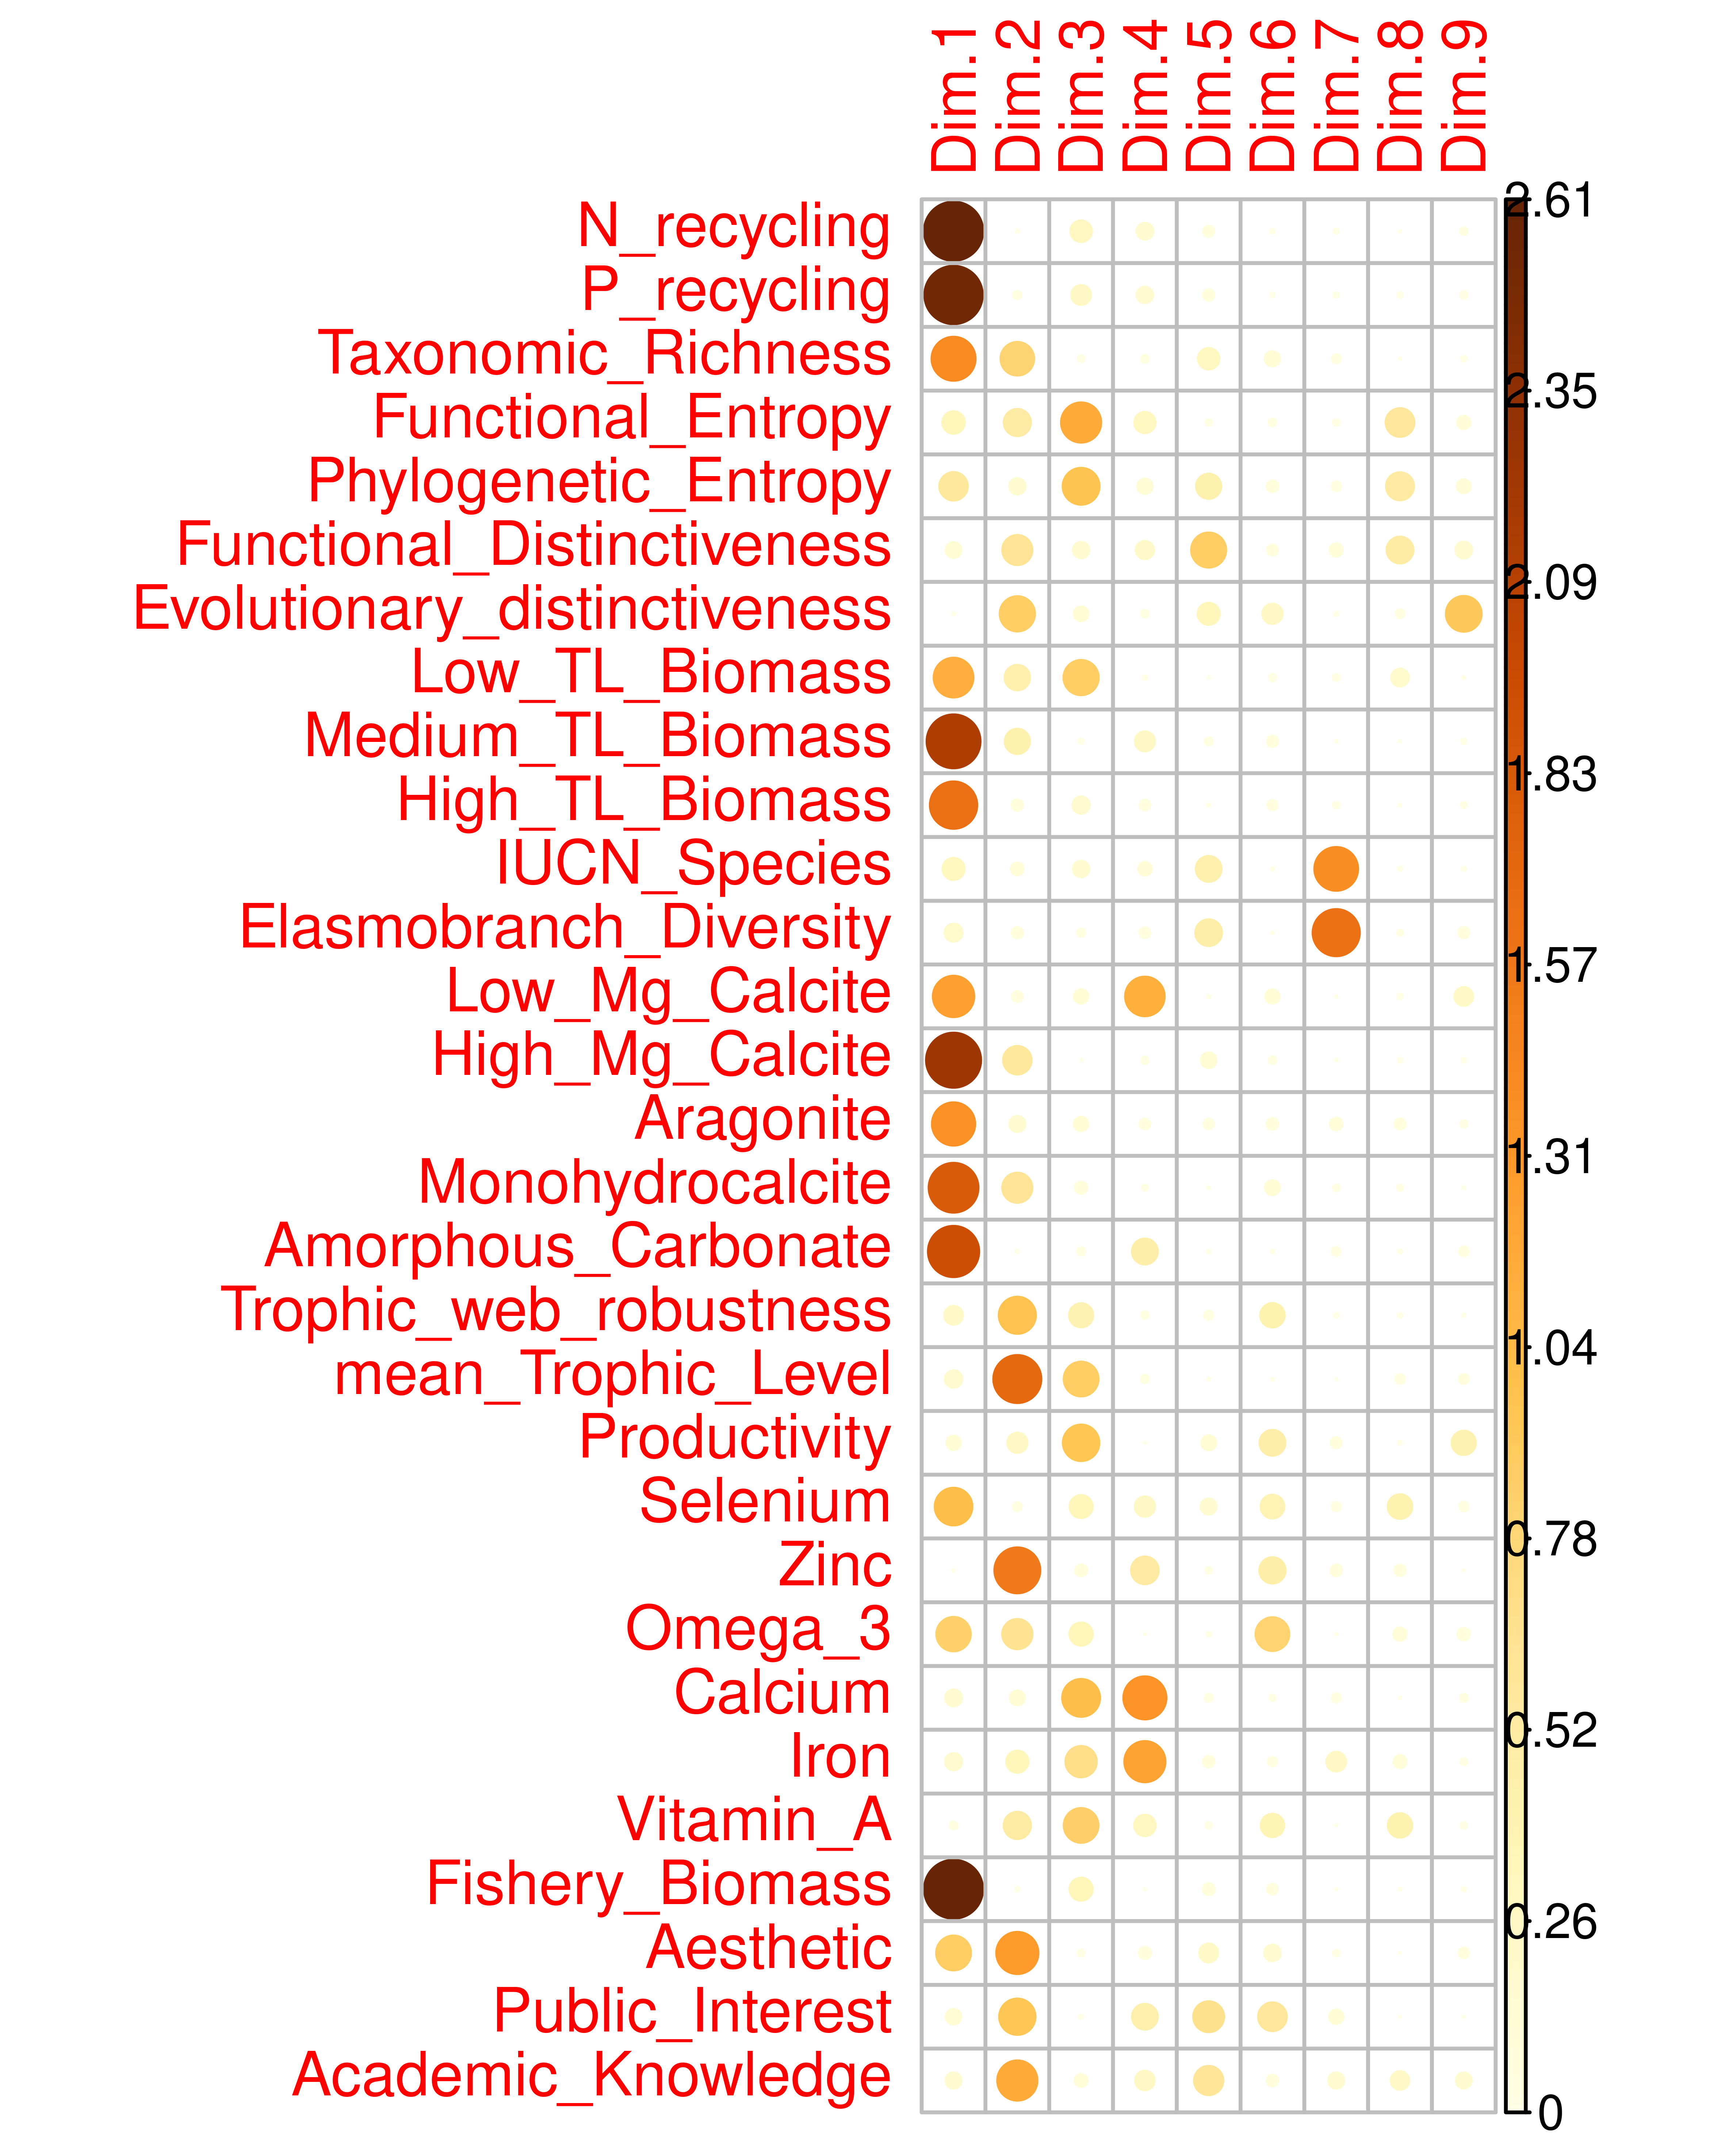 Dim.1 Dim.2 Dim.3 Dim.4 Dim.5 Dim.6 Dim.7 Dim.8 Dim.9
N_recycling
P_recycling
Taxonomic_Richness
Functional_Entropy
Phylogenetic_Entropy
Functional_Distinctiveness
Evolutionary_distinctiveness
Low_TL_Biomass
Medium_TL_Biomass
High_TL_Biomass
IUCN_Species
Elasmobranch_Diversity
Low_Mg_Calcite
High_Mg_Calcite
Aragonite
Monohydrocalcite
Amorphous_Carbonate
Trophic_web_robustness
mean_Trophic_Level
Productivity
Selenium
Zinc
Omega_3
Calcium
Iron
Vitamin_A
Fishery_Biomass
Aesthetic
Public_Interest
Academic_Knowledge
2.61
2.35
2.09
1.83
1.57
1.31
1.04
0.78
0.52
0.26
0